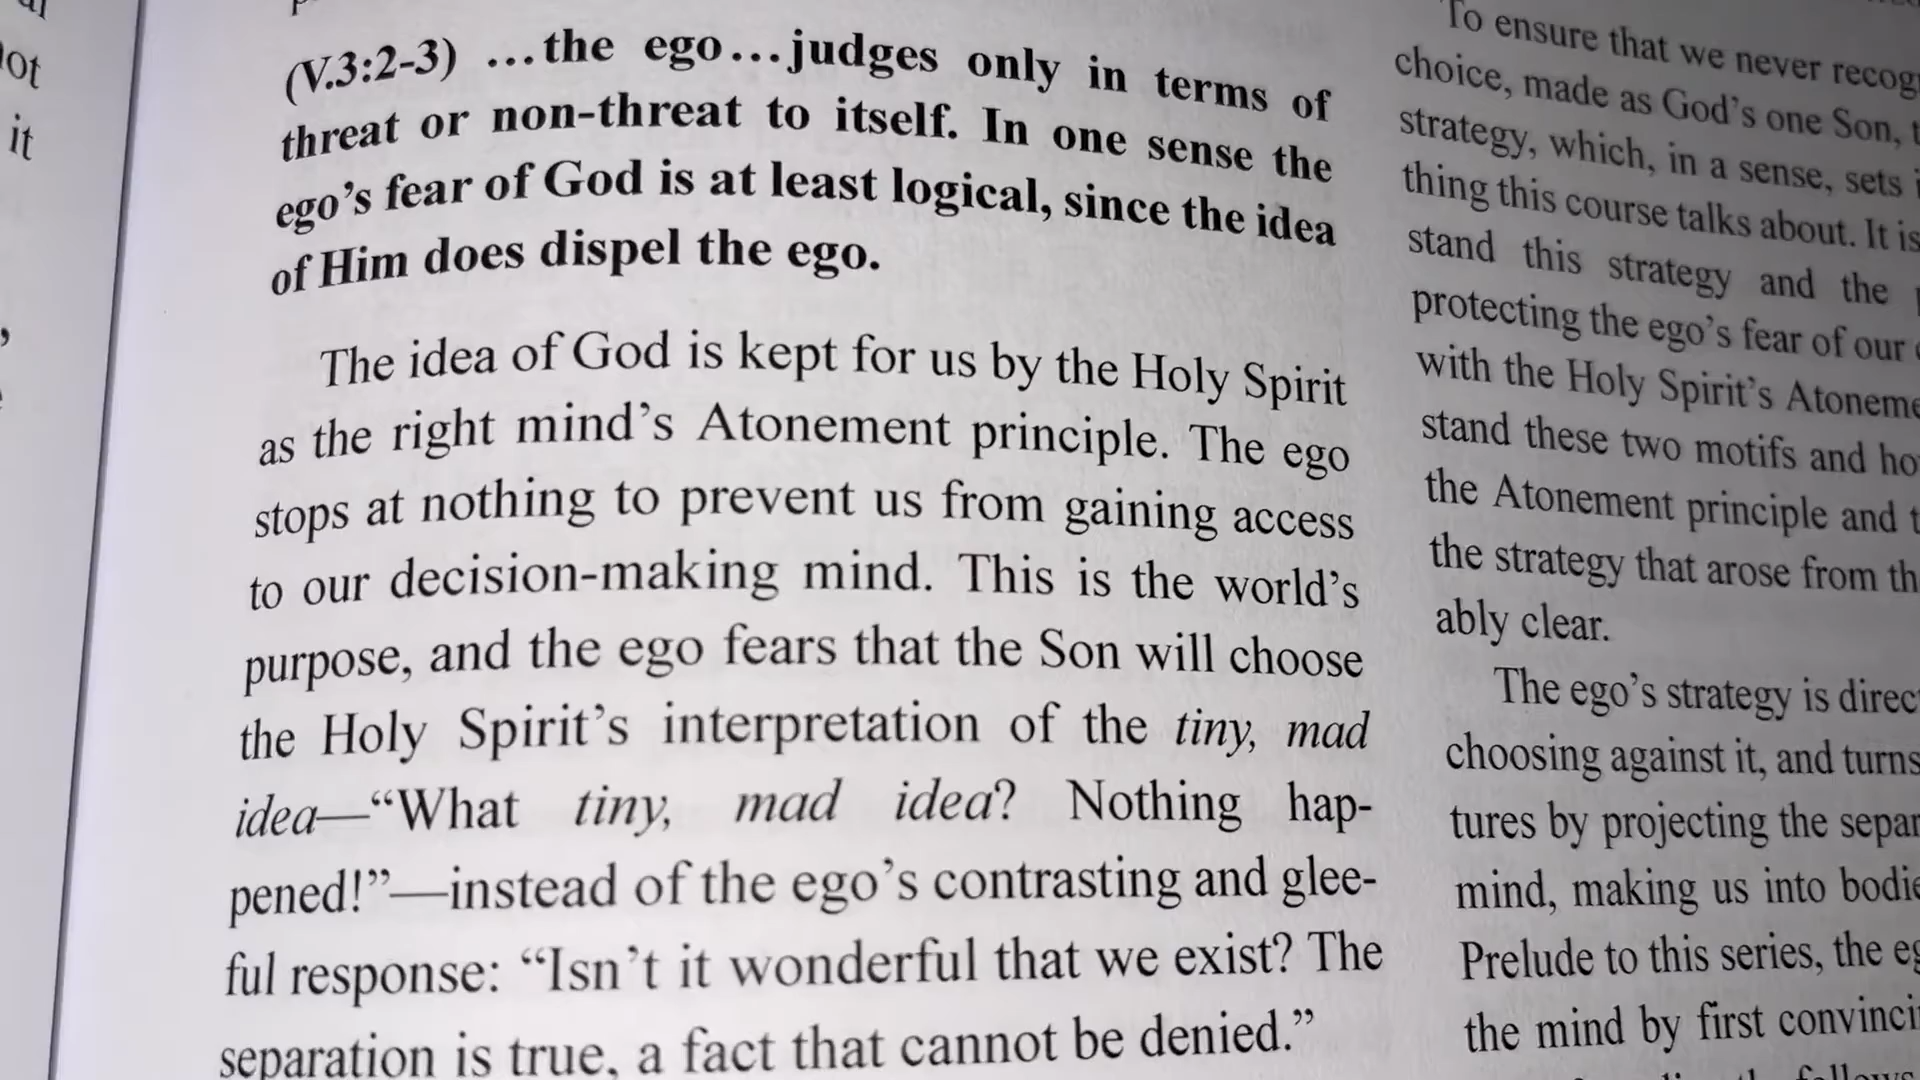 ot
it
(V.3:2-3) …the ego…judges only in terms of
threat or non-threat to itself. In one sense the
ego’s fear of God is at least logical, since the idea
of Him does dispel the ego.
The idea of God is kept for us by the Holy Spirit
as the right mind’s Atonement principle. The ego
stops at nothing to prevent us from gaining access
to our decision-making mind. This is the world’s
purpose, and the ego fears that the Son will choose
the Holy Spirit’s interpretation of the tiny, mad
idea—“What tiny, mad idea? Nothing hap-
pened!”—instead of the ego’s contrasting and glee-
ful response: “Isn’t it wonderful that we exist? The
separation is true, a fact that cannot be denied.”
To ensure that we never recog
choice, made as God’s one Son, t
strategy, which, in a sense, sets i
thing this course talks about. It is
stand this strategy and the
protecting the ego’s fear of our
with the Holy Spirit’s Atoneme
stand these two motifs and ho
the Atonement principle and t
the strategy that arose from th
ably clear.
The ego’s strategy is direc
choosing against it, and turns
tures by projecting the separ
mind, making us into bodie
Prelude to this series, the eg
the mind by first convinci
follows